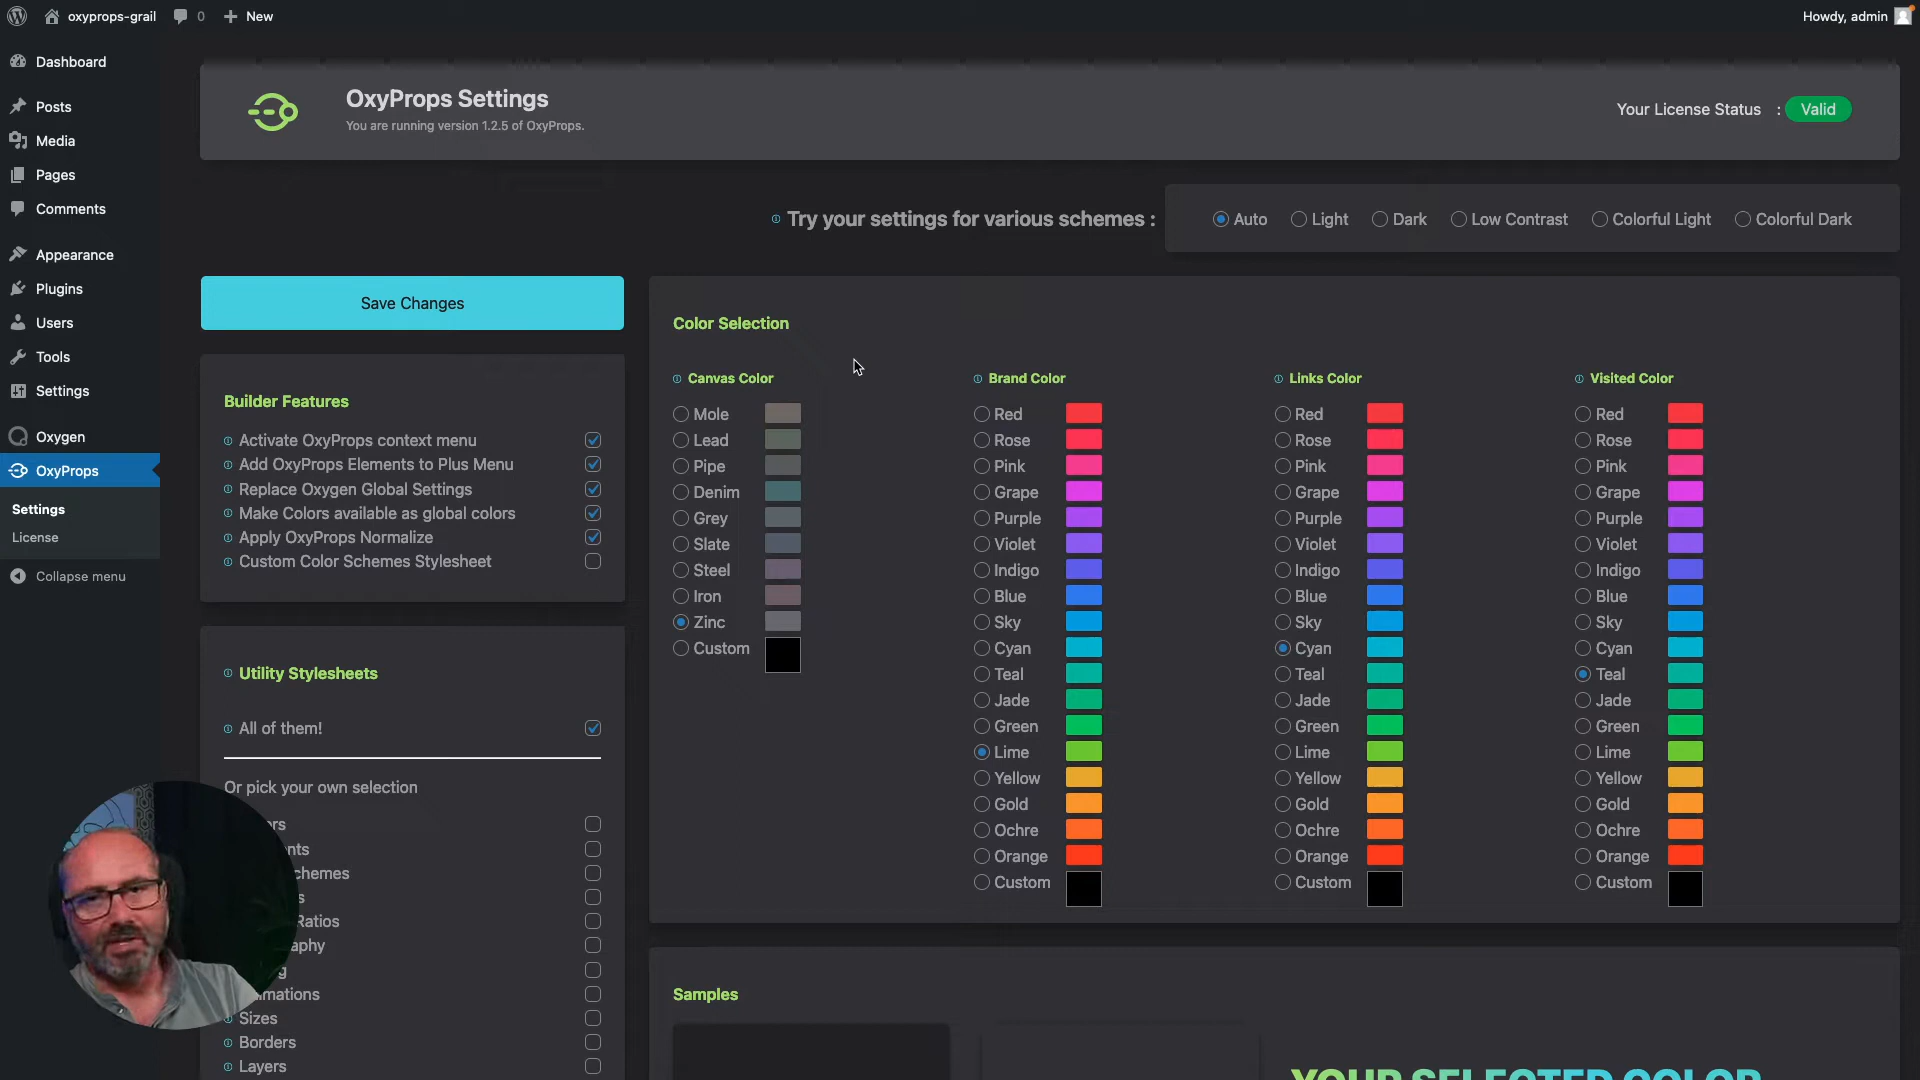 oxyprops-grail 0 New Howdy, admin
Dashboard
Posts
Media
Pages
Comments
Appearance
Plugins
Users
Tools
Settings
Oxygen
OxyProps
Settings
License
Collapse menu
OxyProps Settings
You are running version 1.2.5 of OxyProps.
Your License Status : Valid
Try your settings for various schemes :
Auto Light Dark Low Contrast Colorful Light Colorful Dark
Save Changes
Builder Features
Activate OxyProps context menu
Add OxyProps Elements to Plus Menu
Replace Oxygen Global Settings
Make Colors available as global colors
Apply OxyProps Normalize
Custom Color Schemes Stylesheet
Utility Stylesheets
All of them!
Or pick your own selection
Sizes
Borders
Layers
Color Selection
Canvas Color
Mole
Lead
Pipe
Denim
Grey
Slate
Steel
Iron
Zinc
Custom
Brand Color
Red
Rose
Pink
Grape
Purple
Violet
Indigo
Blue
Sky
Cyan
Teal
Jade
Green
Lime
Yellow
Gold
Ochre
Orange
Custom
Links Color
Red
Rose
Pink
Grape
Purple
Violet
Indigo
Blue
Sky
Cyan
Teal
Jade
Green
Lime
Yellow
Gold
Ochre
Orange
Custom
Visited Color
Red
Rose
Pink
Grape
Purple
Violet
Indigo
Blue
Sky
Cyan
Teal
Jade
Green
Lime
Yellow
Gold
Ochre
Orange
Custom
Samples
YOUR SELECTED COLOR